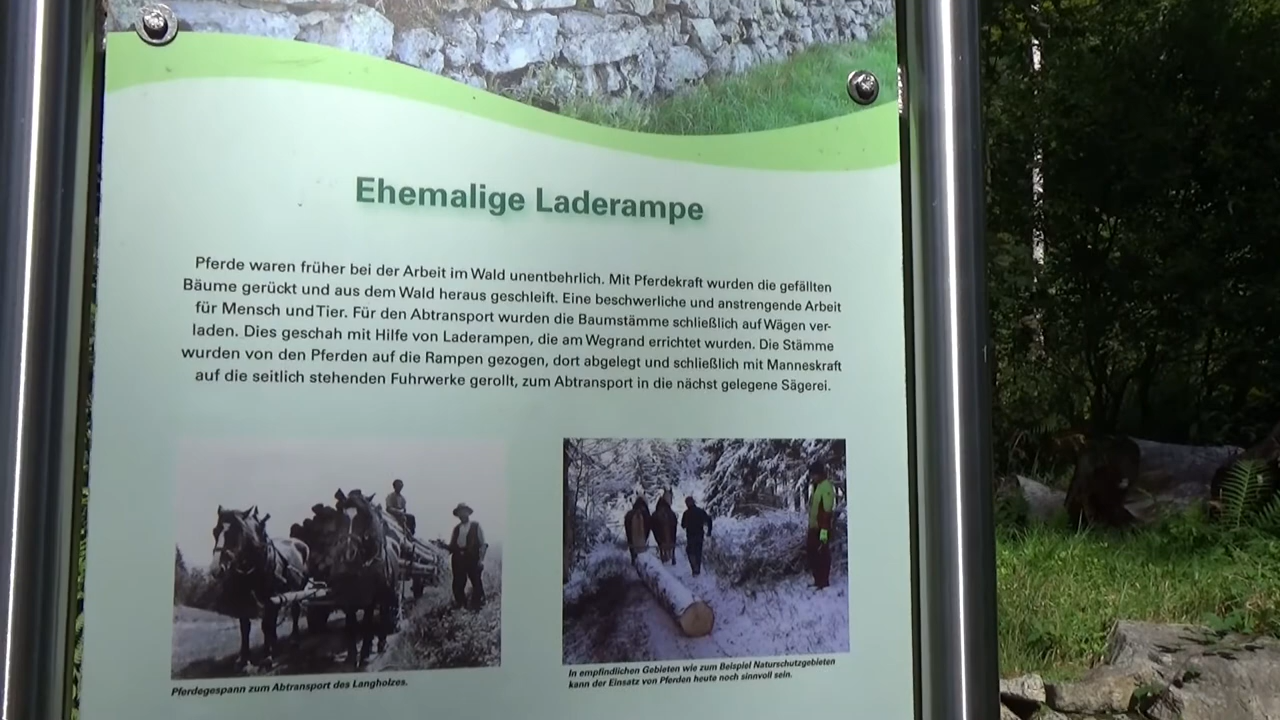 Ehemalige Laderampe
Pferde waren früher bei der Arbeit im Wald unentbehrlich. Mit Pferdekraft wurden die gefällten
Bäume gerückt und aus dem Wald heraus geschleift. Eine beschwerliche und anstrengende Arbeit
für Mensch und Tier. Für den Abtransport wurden die Baumstämme schließlich auf Wägen ver-
laden. Dies geschah mit Hilfe von Laderampen, die am Wegrand errichtet wurden. Die Stämme
wurden von den Pferden auf die Rampen gezogen, dort abgelegt und schließlich mit Manneskraft
auf die seitlich stehenden Fuhrwerke gerollt, zum Abtransport in die nächst gelegene Sägerei.
Pferdegespann zum Abtransport des Langholzes.
In empfindlichen Gebieten wie zum Beispiel Naturschutzgebieten
kann der Einsatz von Pferden heute noch sinnvoll sein.